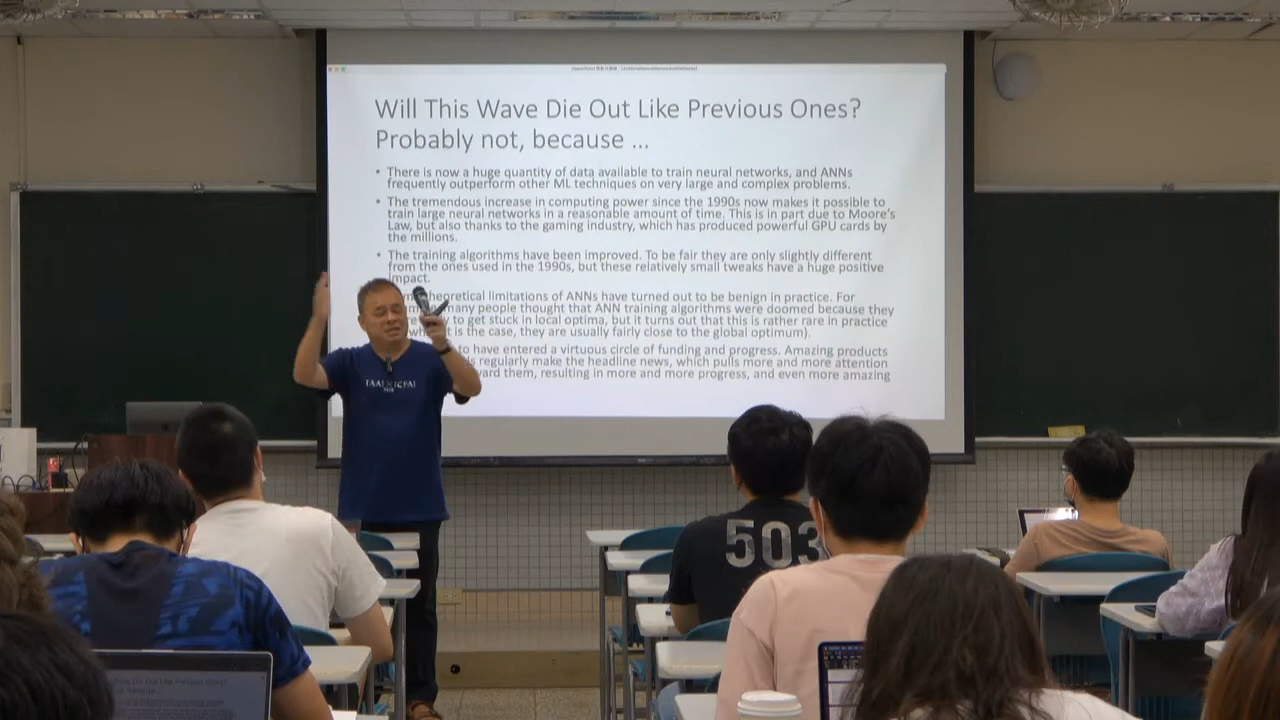 Will This Wave Die Out Like Previous Ones?
Probably not, because ...
• There is now a huge quantity of data available to train neural networks, and ANNs
frequently outperform other ML techniques on very large and complex problems.
• The tremendous increase in computing power since the 1990s now makes it possible to
train large neural networks in a reasonable amount of time. This is in part due to Moore's
Law, but also thanks to the gaming industry, which has produced powerful GPU cards by
the millions.
• The training algorithms have been improved. To be fair they are only slightly different
from the ones used in the 1990s, but these relatively small tweaks have a huge positive
impact.
theoretical limitations of ANNs have turned out to be benign in practice. For
many people thought that ANN training algorithms were doomed because they
to get stuck in local optima, but it turns out that this is rather rare in practice
it is the case, they are usually fairly close to the global optimum).
to have entered a virtuous circle of funding and progress. Amazing products
regularly make the headline news, which pulls more and more attention
toward them, resulting in more and more progress, and even more amazing
TAAI ICPAI
503
Die Out Like Previous Ones?